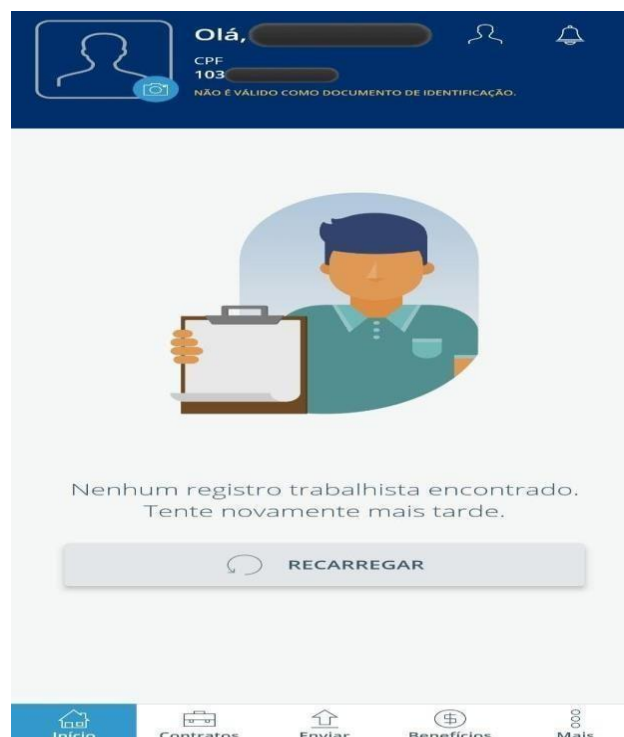 Olá,
CPF
103
NÃO É VÁLIDO COMO DOCUMENTO DE IDENTIFICAÇÃO.
Nenhum registro trabalhista encontrado.
Tente novamente mais tarde.
RECARREGAR
Início Contratos Enviar Benefícios Mais